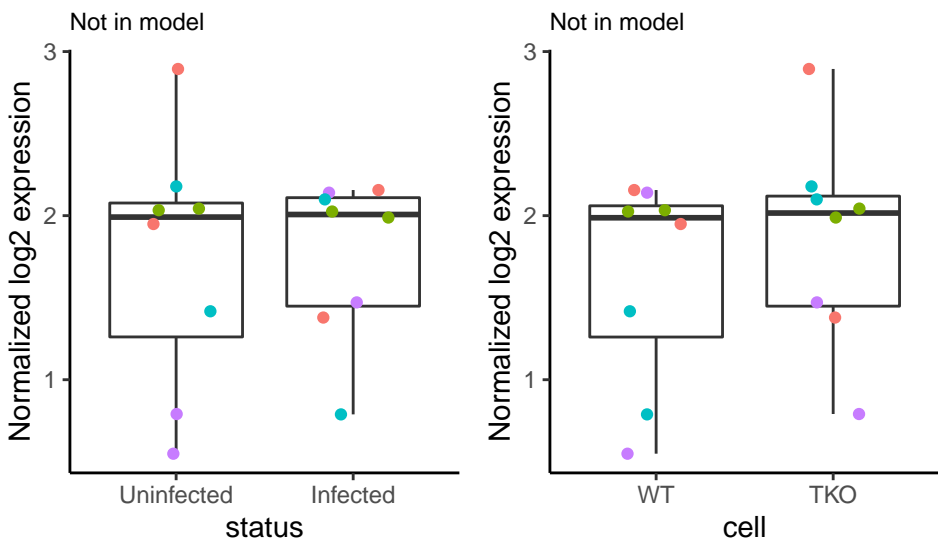 Not in model
Normalized log2 expression
3
2
1
Uninfected
Infected
status
Not in model
Normalized log2 expression
3
2
1
WT
TKO
cell